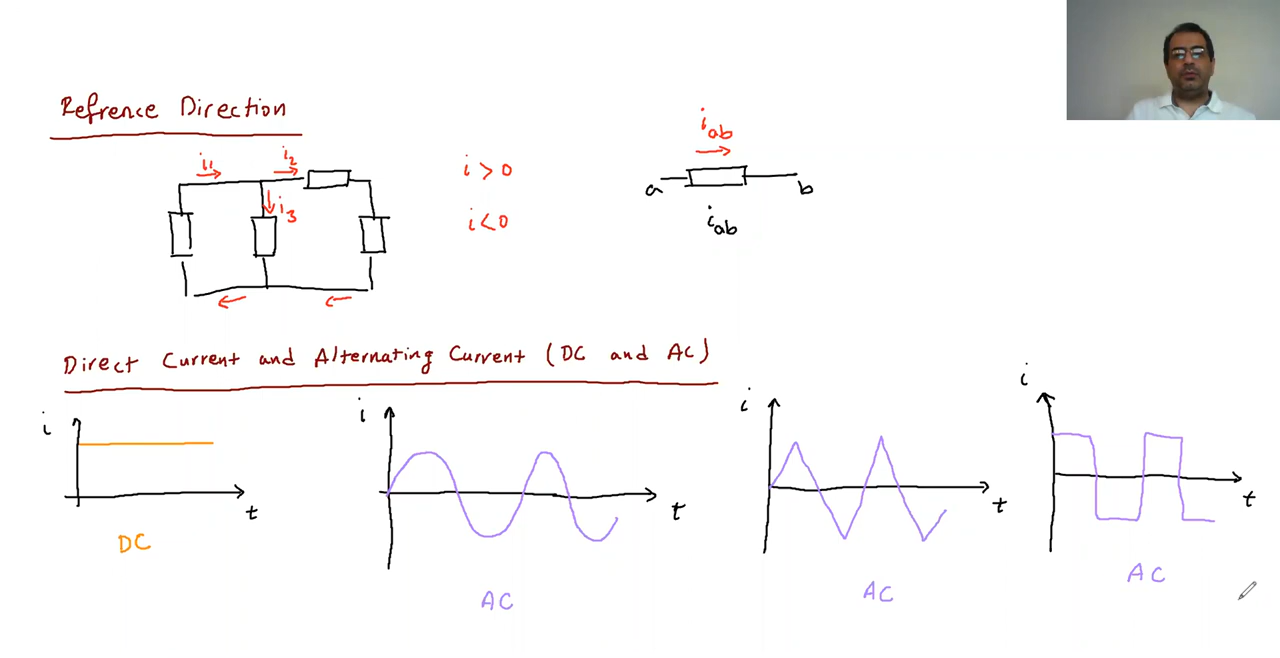 Refrence Direction
i1
i2
i3
i > 0
i < 0
iab
a
b
iab
Direct Current and Alternating Current (DC and AC)
i
t
DC
i
t
AC
i
t
AC
i
t
AC